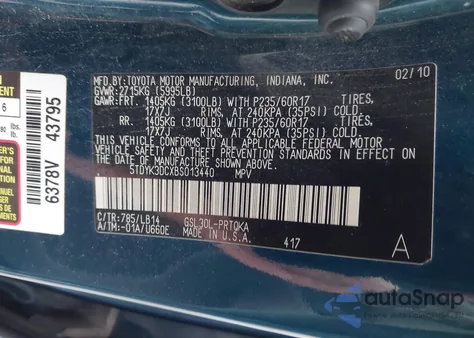 MFD.BY:TOYOTA MOTOR MANUFACTURING, INDIANA, INC.
02/10
GVWR: 2715KG (5995LB)
GAWR:FRT. 1405KG (3100LB) WITH P235/60R17 TIRES,
17X7J RIMS, AT 240KPA (35PSI) COLD.
RR. 1405KG (3100LB) WITH P235/60R17 TIRES,
17X7J RIMS, AT 240KPA (35PSI) COLD.
THIS VEHICLE CONFORMS TO ALL APPLICABLE FEDERAL MOTOR
VEHICLE SAFETY AND THEFT PREVENTION STANDARDS IN
EFFECT ON THE DATE OF MANUFACTURE SHOWN ABOVE.
5TDYK3DCXBS013440 MPV
C/TR:785/LB14 GSL30L-PRTQKA
A/TM:-01A/U660E MADE IN U.S.A.
417
A
6378V 43795
6
lbs.
autoSnap